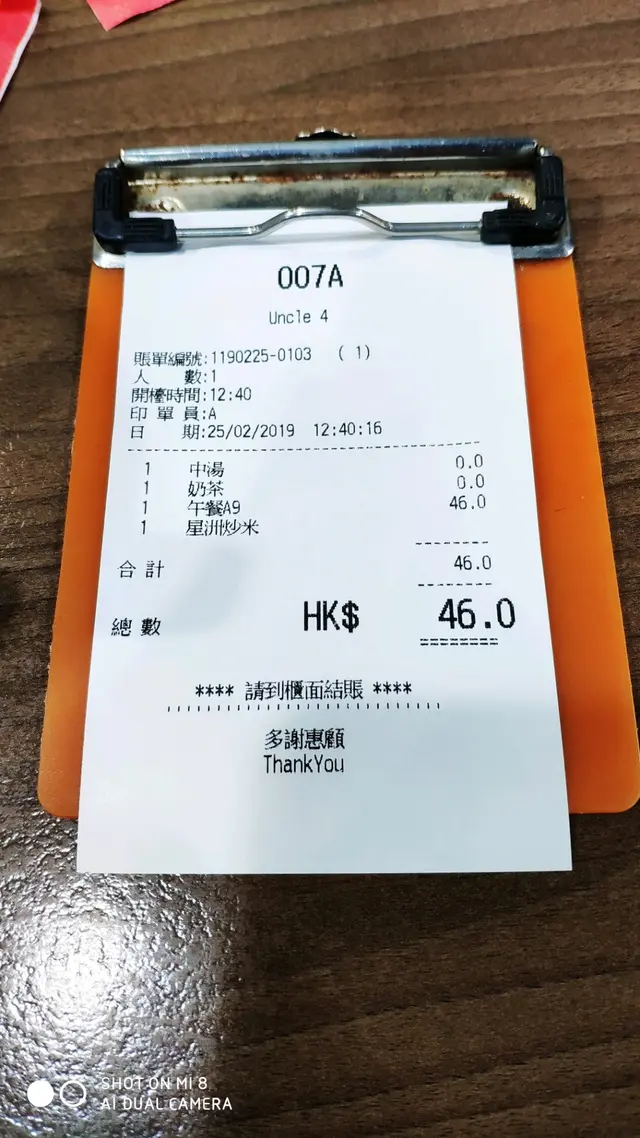 007A
Uncle 4
賬單編號:1190225-0103 ( 1)
人 數:1
開檯時間:12:40
印 單 員:A
日 期:25/02/2019 12:40:16
1 中湯 0.0
1 奶茶 0.0
1 午餐A9 46.0
1 星洲炒米
合 計 46.0
總 數 HK$ 46.0
**** 請到櫃面結賬 ****
多謝惠顧
ThankYou
SHOT ON MI 8
AI DUAL CAMERA